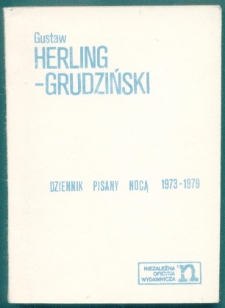 Gustaw
HERLING
-GRUDZIŃSKI
DZIENNIK PISANY NOCĄ 1973-1979
NIEZALEŻNA
OFICYNA
WYDAWNICZA
n